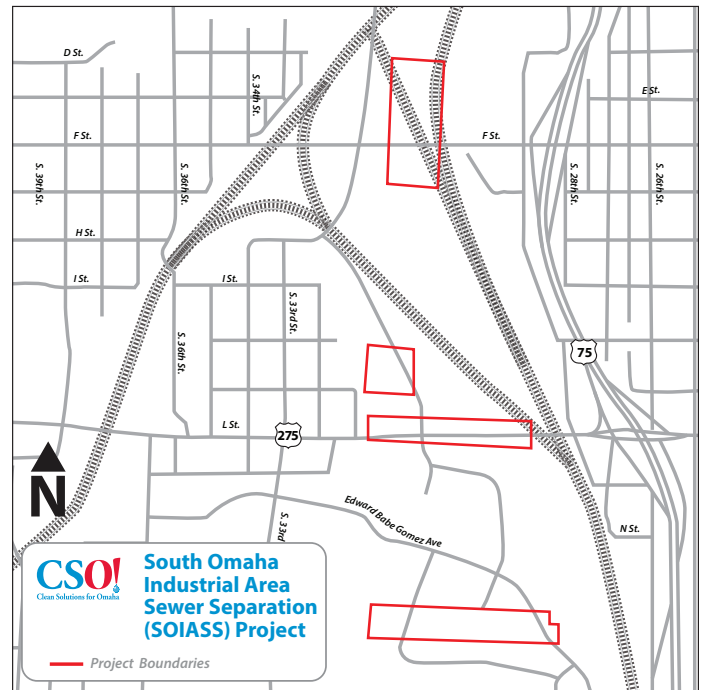 D St.
S. 34th St.
E St.
F St.
F St.
S. 39th St.
S. 36th St.
S. 28th St.
S. 26th St.
H St.
I St.
I St.
S. 33rd St.
S. 36th St.
75
L St.
275
N
Edward Babe Gomez Ave
S. 33rd
N St.
CSO!
Clean Solutions for Omaha
South Omaha
Industrial Area
Sewer Separation
(SOIASS) Project
Project Boundaries